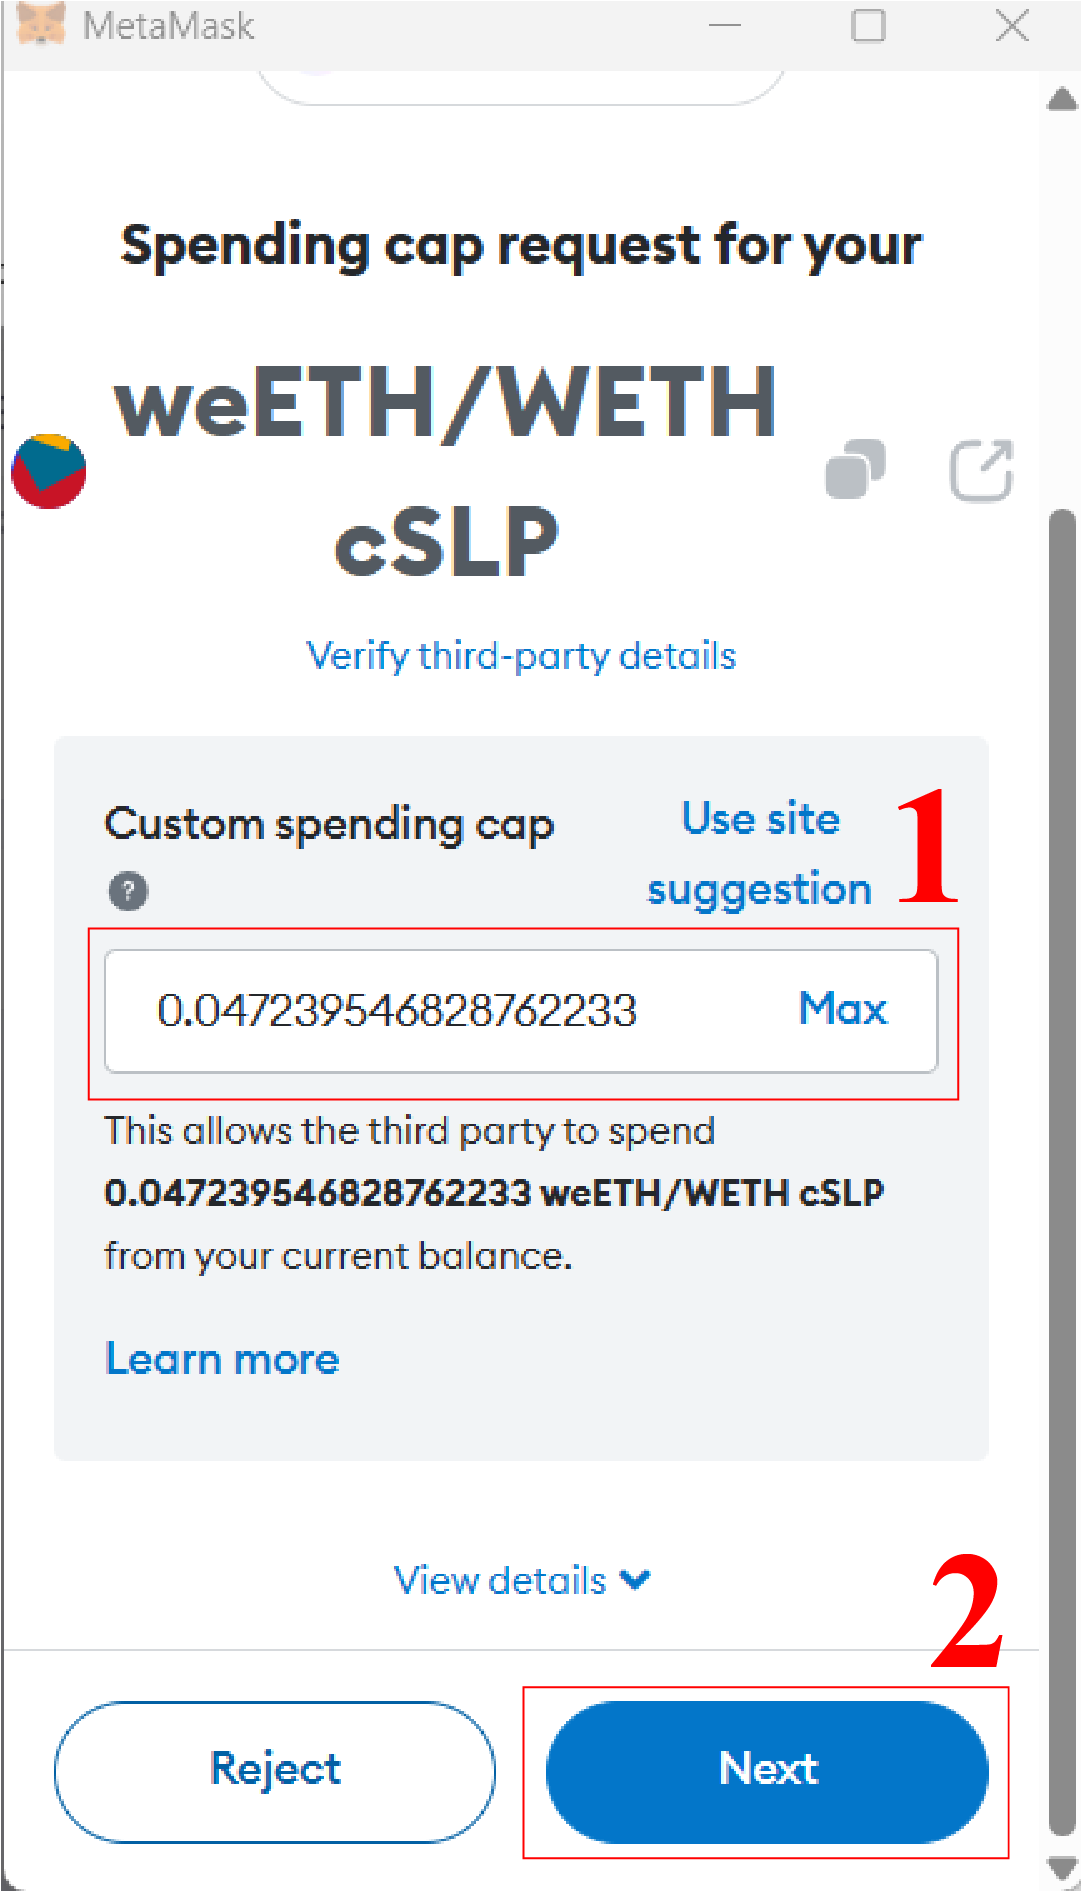 MetaMask
Spending cap request for your
weETH/WETH
cSLP
Verify third-party details
Custom spending cap
?
Use site
suggestion
1
0.047239546828762233 Max
This allows the third party to spend
0.047239546828762233 weETH/WETH cSLP
from your current balance.
Learn more
View details
2
Reject
Next